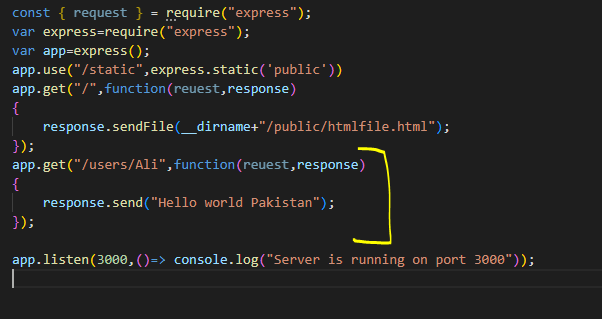 const { request } = require("express");
var express=require("express");
var app=express();
app.use("/static",express.static('public'))
app.get("/",function(reuest,response)
{
    response.sendFile(__dirname+"/public/htmlfile.html");
});
app.get("/users/Ali",function(reuest,response)
{
    response.send("Hello world Pakistan");
});
app.listen(3000,()=> console.log("Server is running on port 3000"));